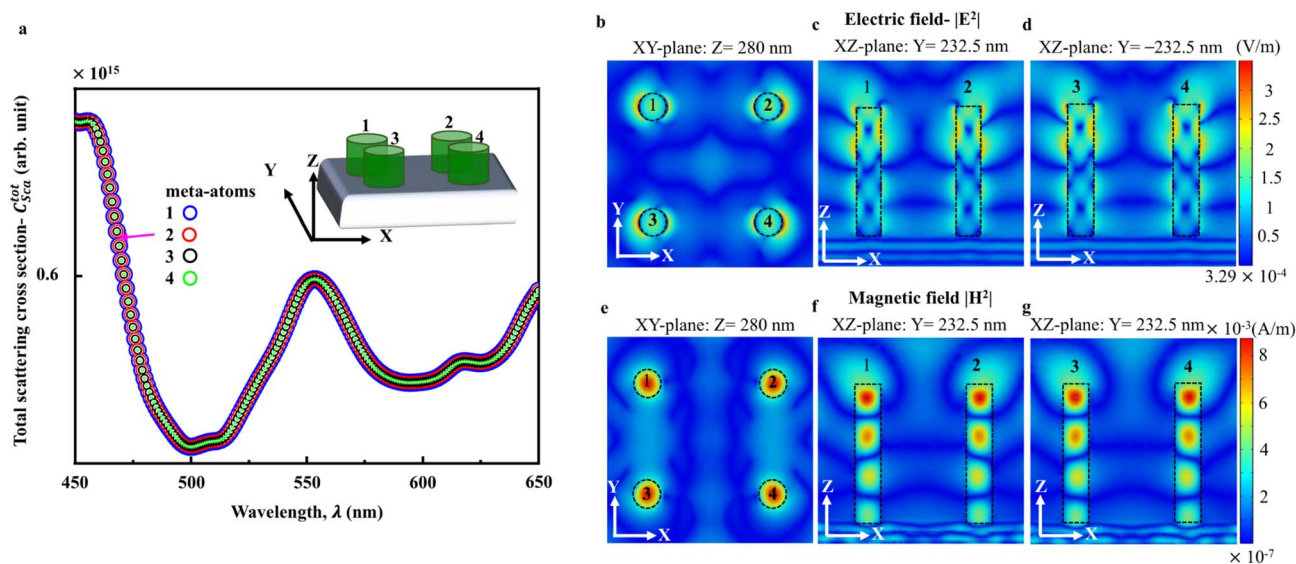 a
× 10¹⁵
Total scattering cross section- C_Sca^tot (arb. unit)
0.6
meta-atoms
1
2
3
4
1
2
3
4
Y
Z
X
450
500
550
600
650
Wavelength, λ (nm)
Electric field- |E²|
b
c
d
XY-plane: Z= 280 nm
XZ-plane: Y= 232.5 nm
XZ-plane: Y= −232.5 nm
(V/m)
1
2
3
4
Y
X
1
2
Z
X
3
4
Z
X
3
2.5
2
1.5
1
0.5
3.29 × 10⁻⁴
Magnetic field |H²|
e
f
g
XY-plane: Z= 280 nm
XZ-plane: Y= 232.5 nm
XZ-plane: Y= 232.5 nm
× 10⁻³(A/m)
1
2
3
4
Y
X
1
2
Z
X
3
4
Z
X
8
6
4
2
× 10⁻⁷